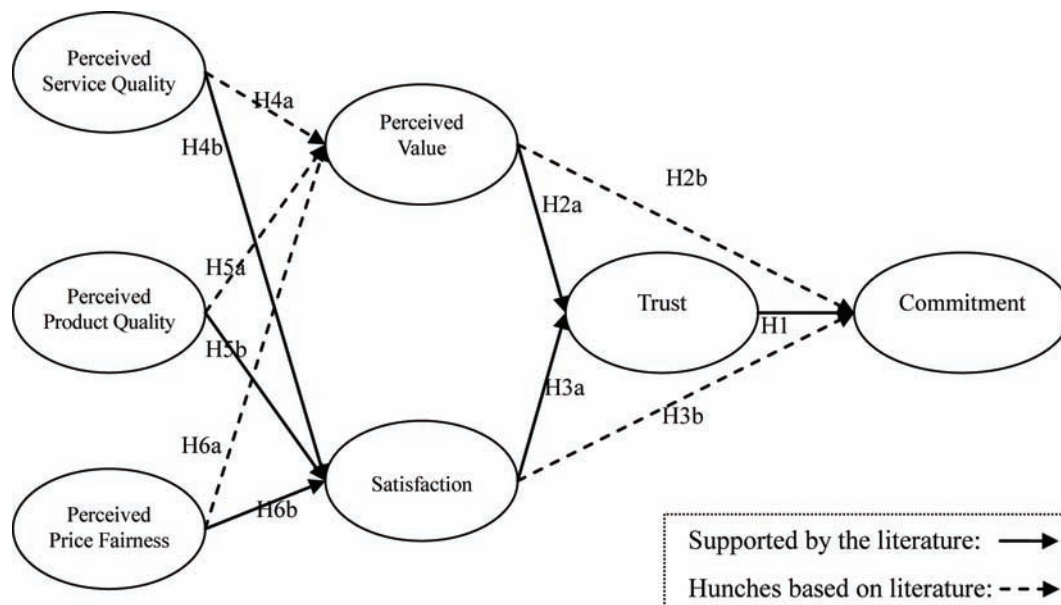 Perceived
Service Quality
H4a
H4b
Perceived
Value
H2b
H2a
H5a
Perceived
Product Quality
Trust
Commitment
H1
H5b
H3a
H3b
H6a
Satisfaction
H6b
Perceived
Price Fairness
Supported by the literature:
Hunches based on literature: